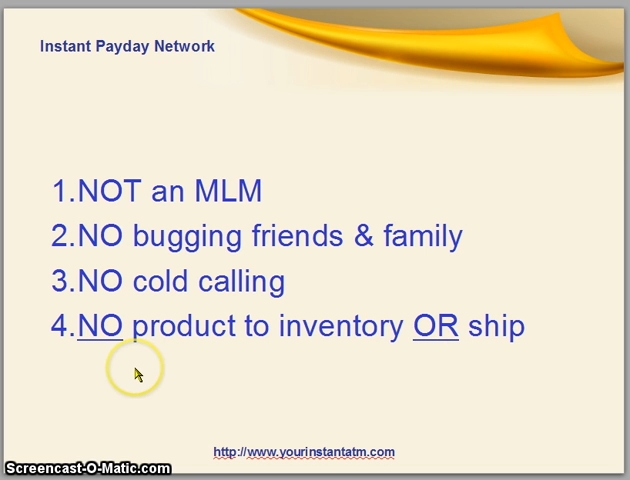 Instant Payday Network
1.NOT an MLM
2.NO bugging friends & family
3.NO cold calling
4.NO product to inventory OR ship
http://www.yourinstantatm.com
Screencast-O-Matic.com